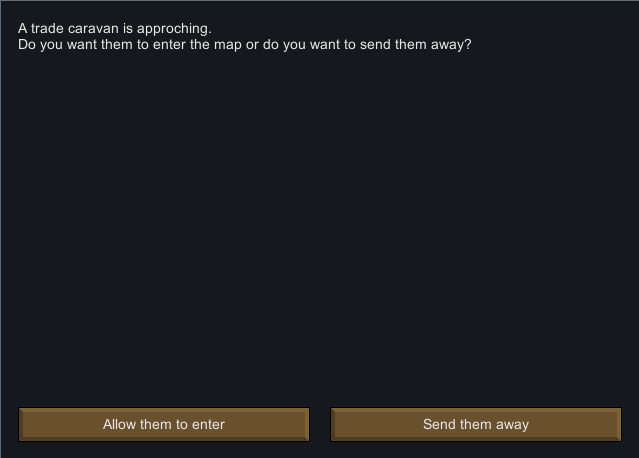 A trade caravan is approching.
Do you want them to enter the map or do you want to send them away?
Allow them to enter
Send them away